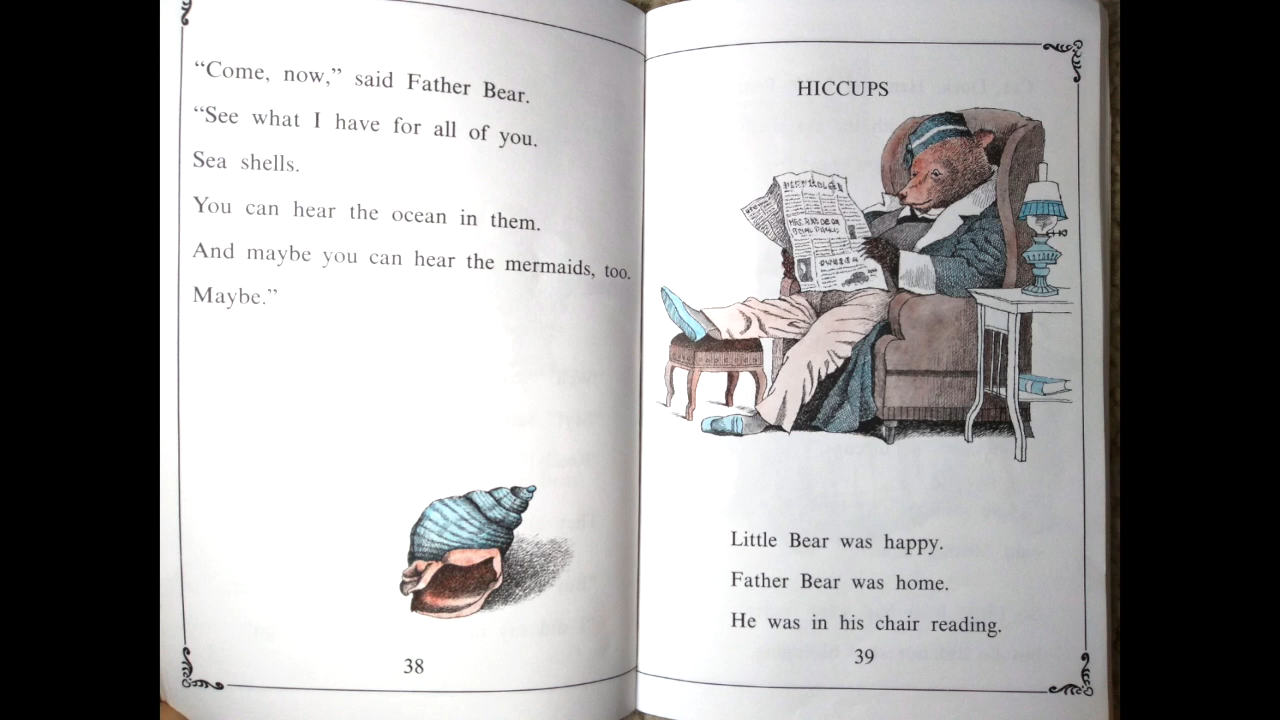 “Come, now,” said Father Bear.
“See what I have for all of you.
Sea shells.
You can hear the ocean in them.
And maybe you can hear the mermaids, too.
Maybe.”
38
HICCUPS
Little Bear was happy.
Father Bear was home.
He was in his chair reading.
39